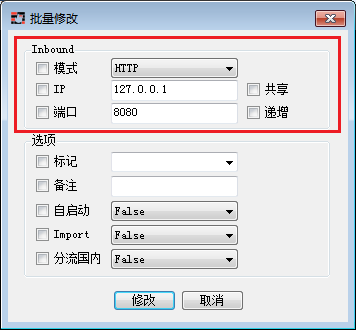 批量修改
Inbound
模式 HTTP
IP 127.0.0.1 共享
端口 8080 递增
选项
标记
备注
自启动 False
Import False
分流国内 False
修改 取消